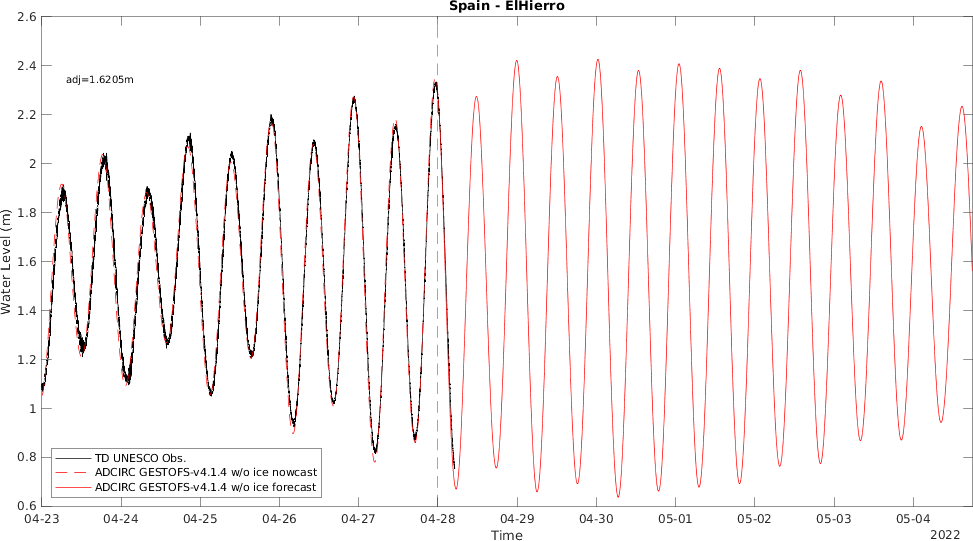 Spain - ElHierro
2.6
2.4
2.2
2
1.8
1.6
1.4
1.2
1
0.8
0.6
Water Level (m)
adj=1.6205m
TD UNESCO Obs.
ADCIRC GESTOFS-v4.1.4 w/o ice nowcast
ADCIRC GESTOFS-v4.1.4 w/o ice forecast
04-23 04-24 04-25 04-26 04-27 04-28 04-29 04-30 05-01 05-02 05-03 05-04
2022
Time